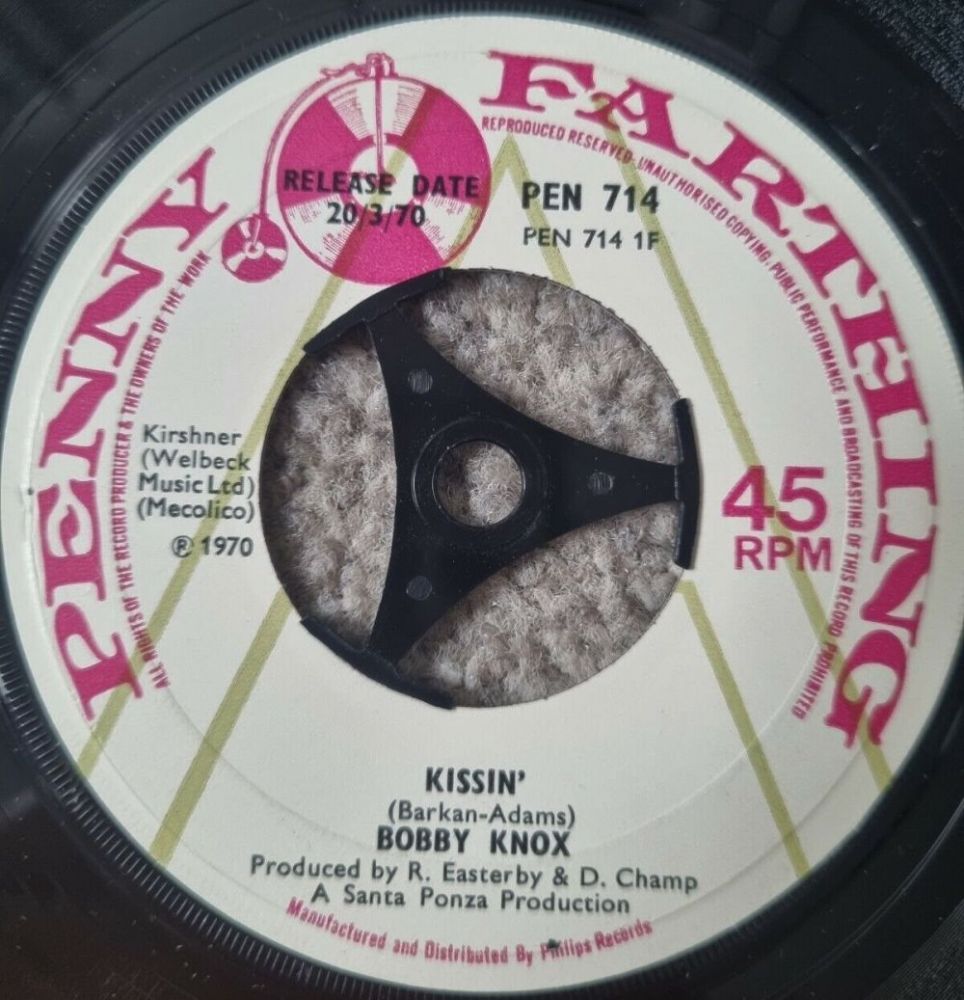 PENNY FARTHING
REPRODUCED RESERVED·UNAUTHORISED COPYING, PUBLIC PERFORMANCE AND BROADCASTING OF THIS RECORD PROHIBITED
ALL RIGHTS OF THE RECORD PRODUCER & THE OWNERS OF THE WORK
RELEASE DATE
20/3/70
PEN 714
PEN 714 1F
Kirshner
(Welbeck
Music Ltd)
(Mecolico)
℗ 1970
45
RPM
KISSIN'
(Barkan-Adams)
BOBBY KNOX
Produced by R. Easterby & D. Champ
A Santa Ponza Production
Manufactured and Distributed By Philips Records